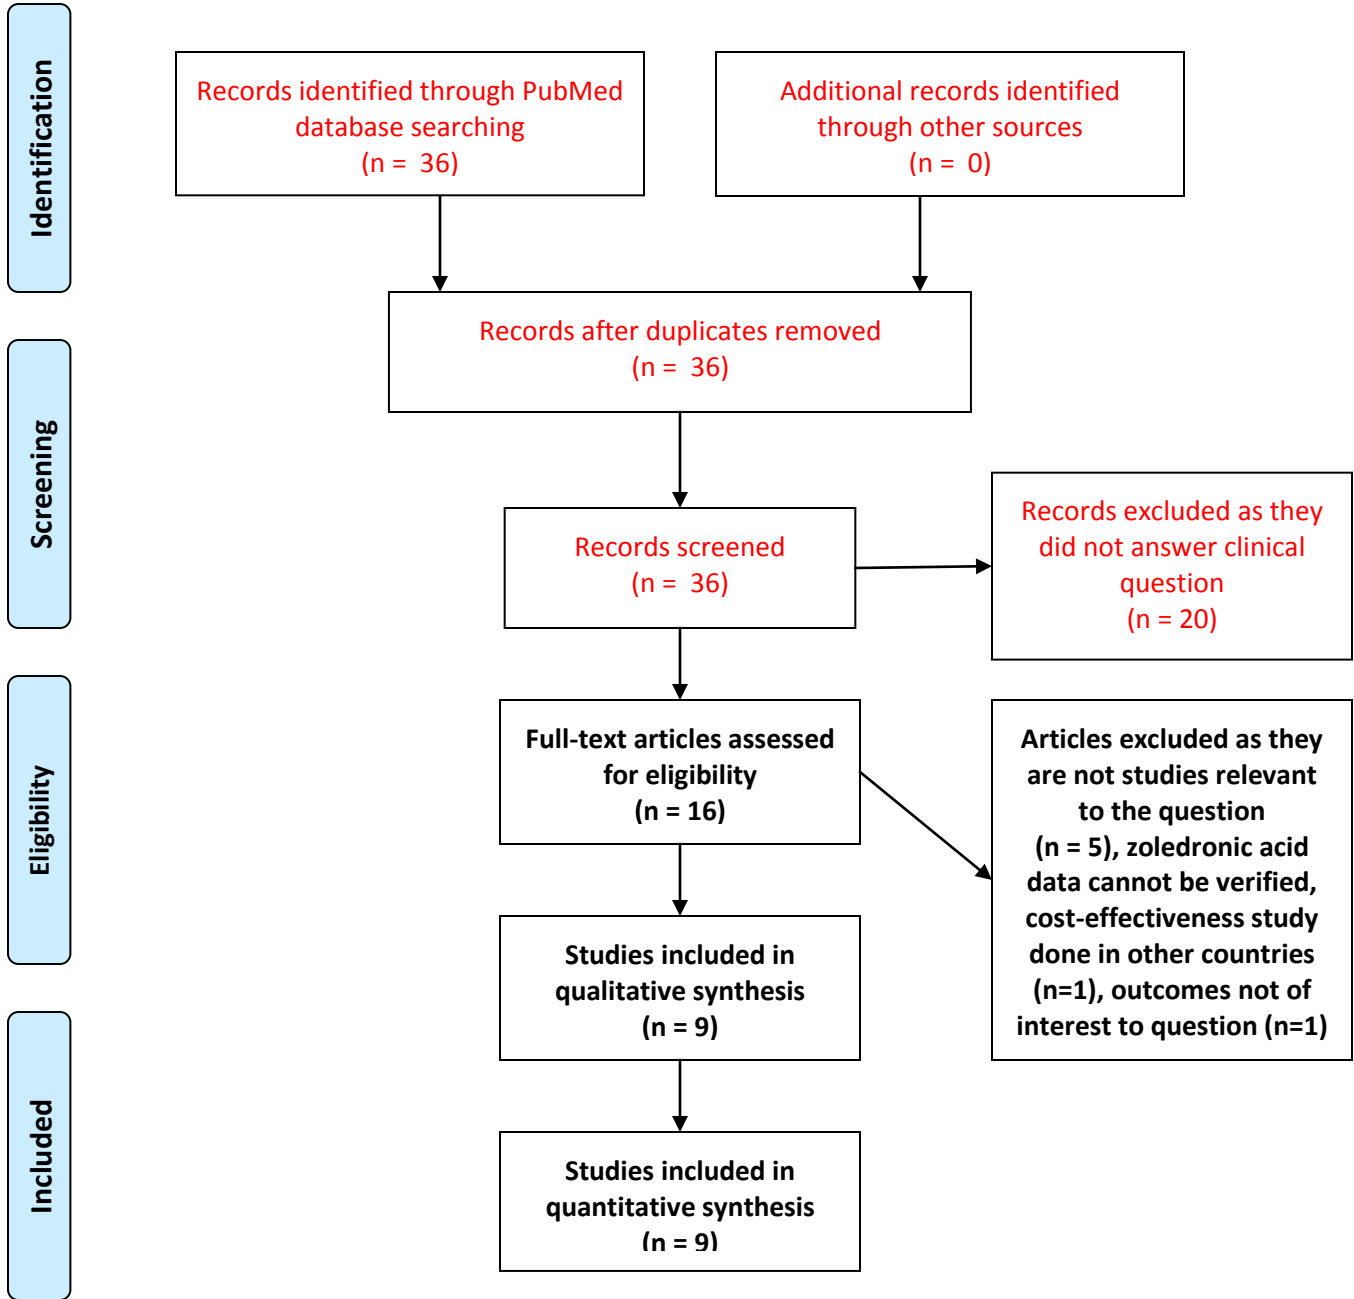 Identification
Records identified through PubMed
database searching
(n =  36)
Additional records identified
through other sources
(n =  0)
Records after duplicates removed
(n =  36)
Screening
Records screened
(n =  36)
Records excluded as they
did not answer clinical
question
(n = 20)
Eligibility
Full-text articles assessed
for eligibility
(n = 16)
Articles excluded as they
are not studies relevant
to the question
(n = 5), zoledronic acid
data cannot be verified,
cost-effectiveness study
done in other countries
(n=1), outcomes not of
interest to question (n=1)
Studies included in
qualitative synthesis
(n = 9)
Included
Studies included in
quantitative synthesis
(n = 9)